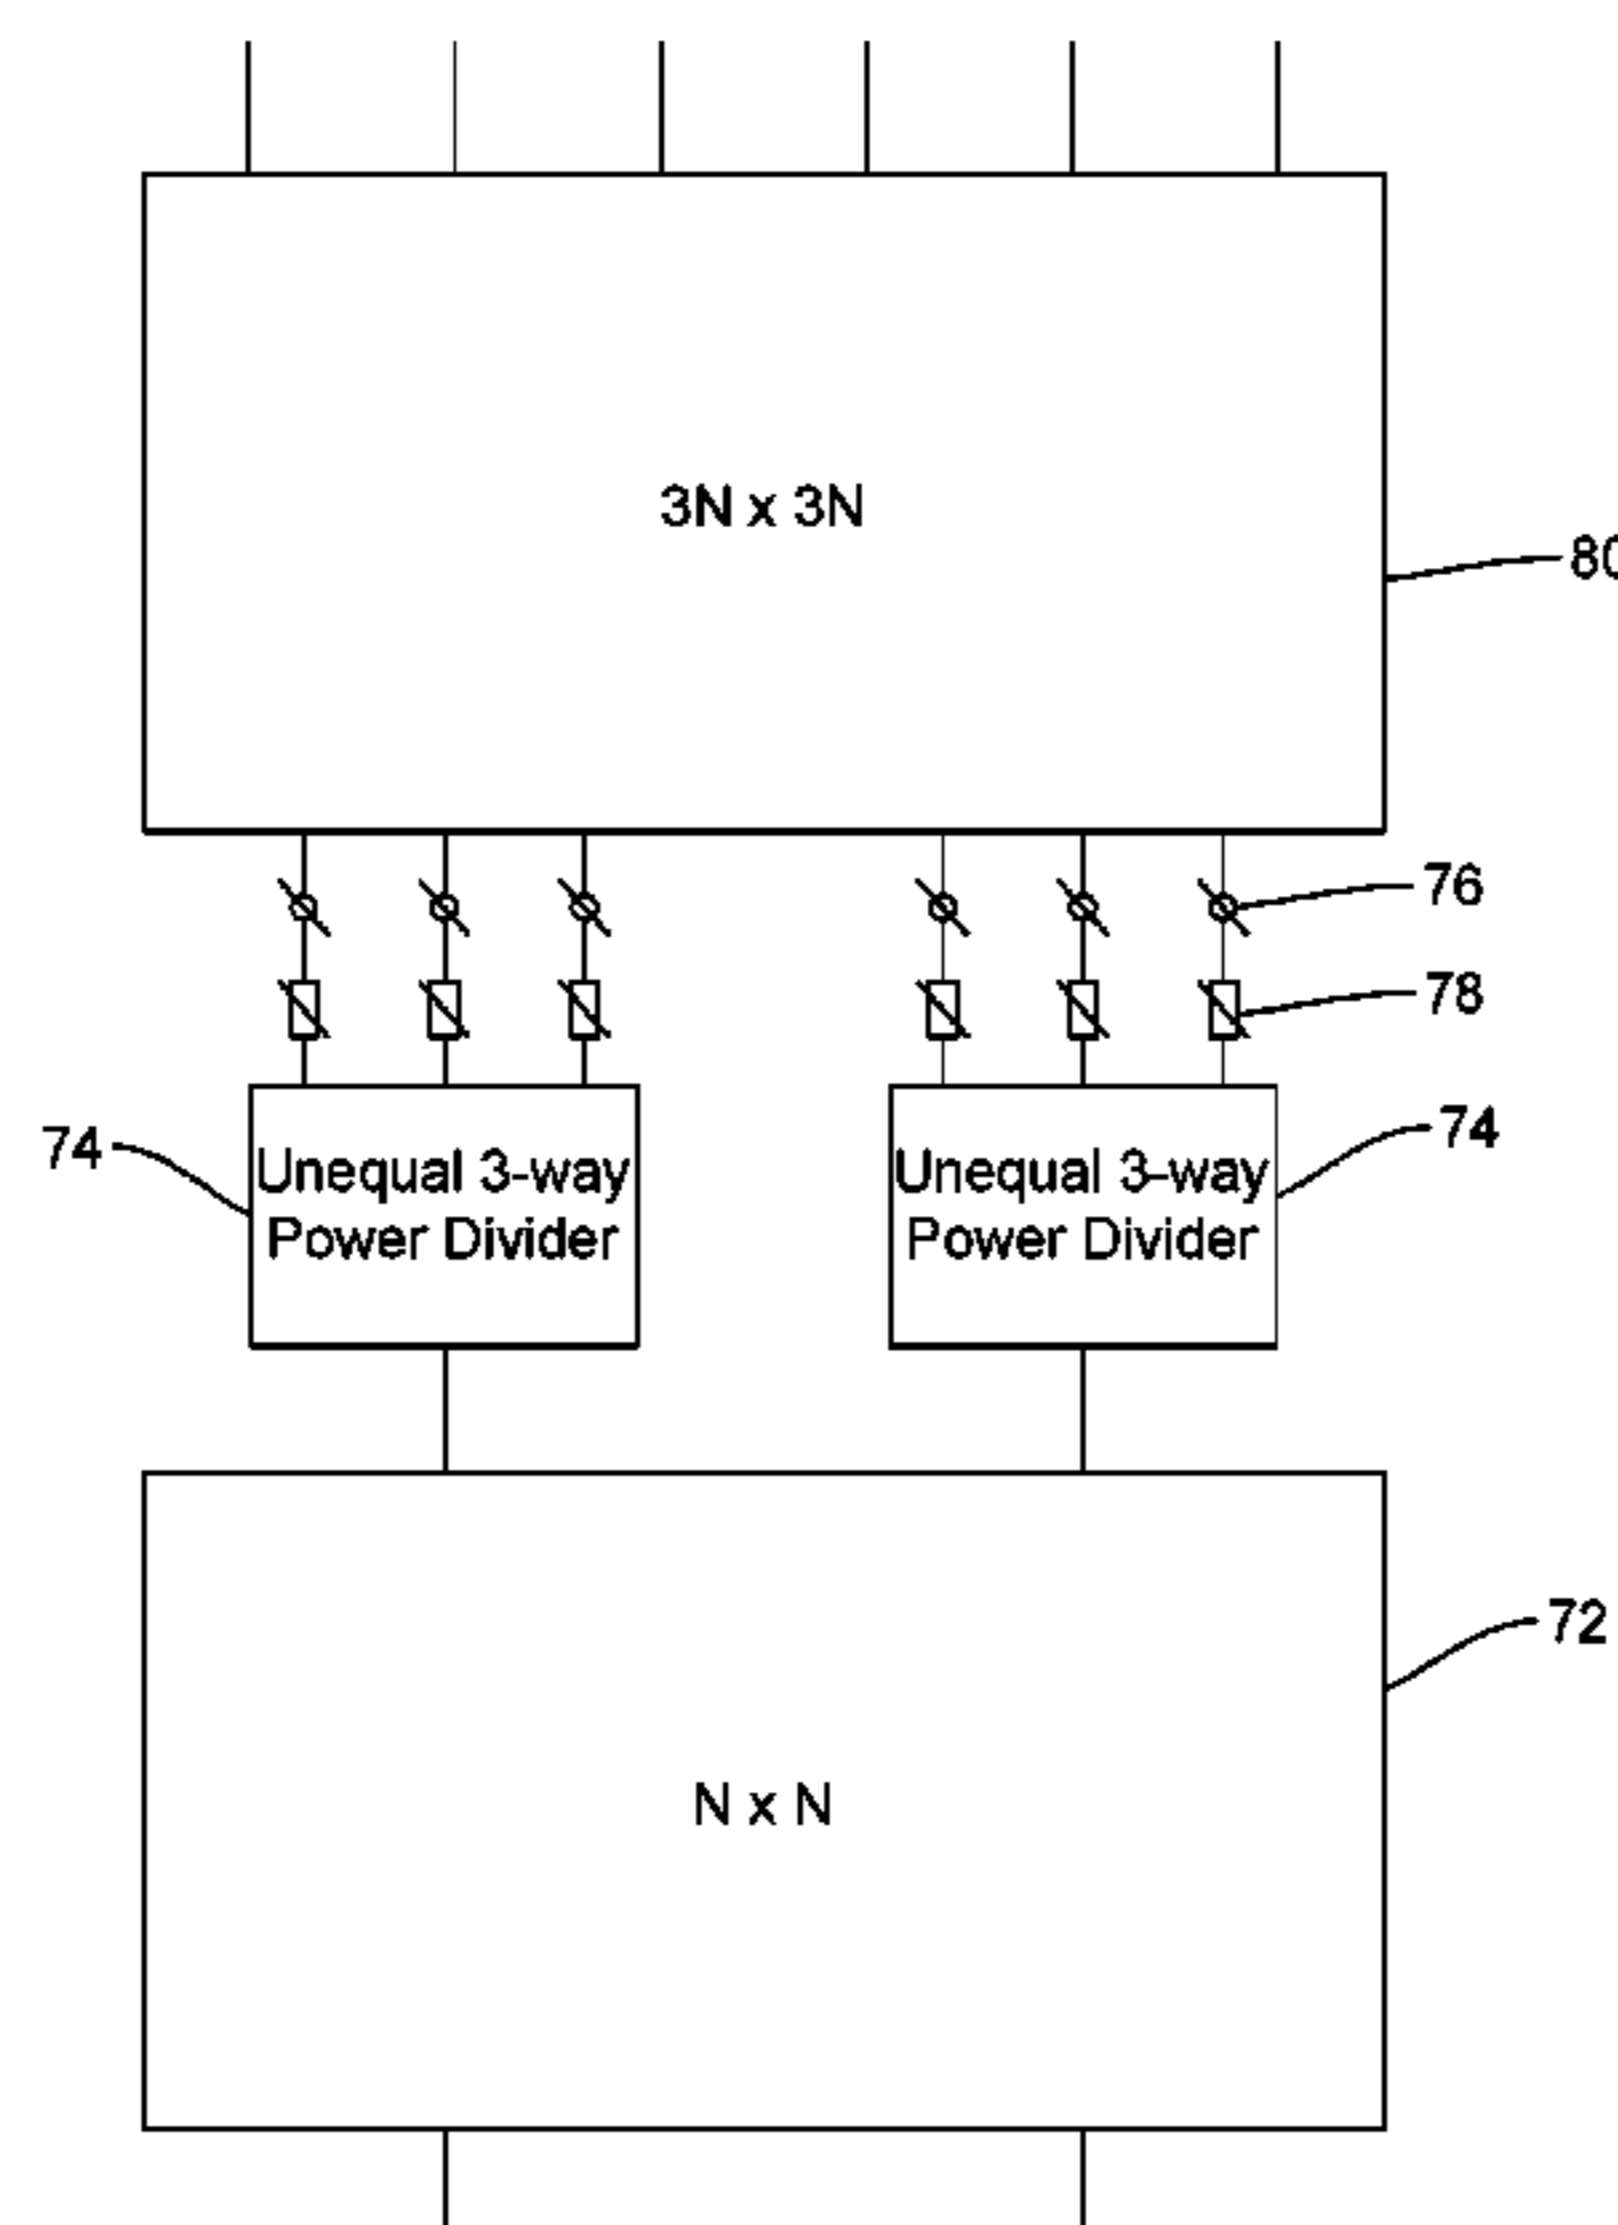 3N x 3N
80
76
78
74
Unequal 3-way
Power Divider
Unequal 3-way
Power Divider
74
72
N x N